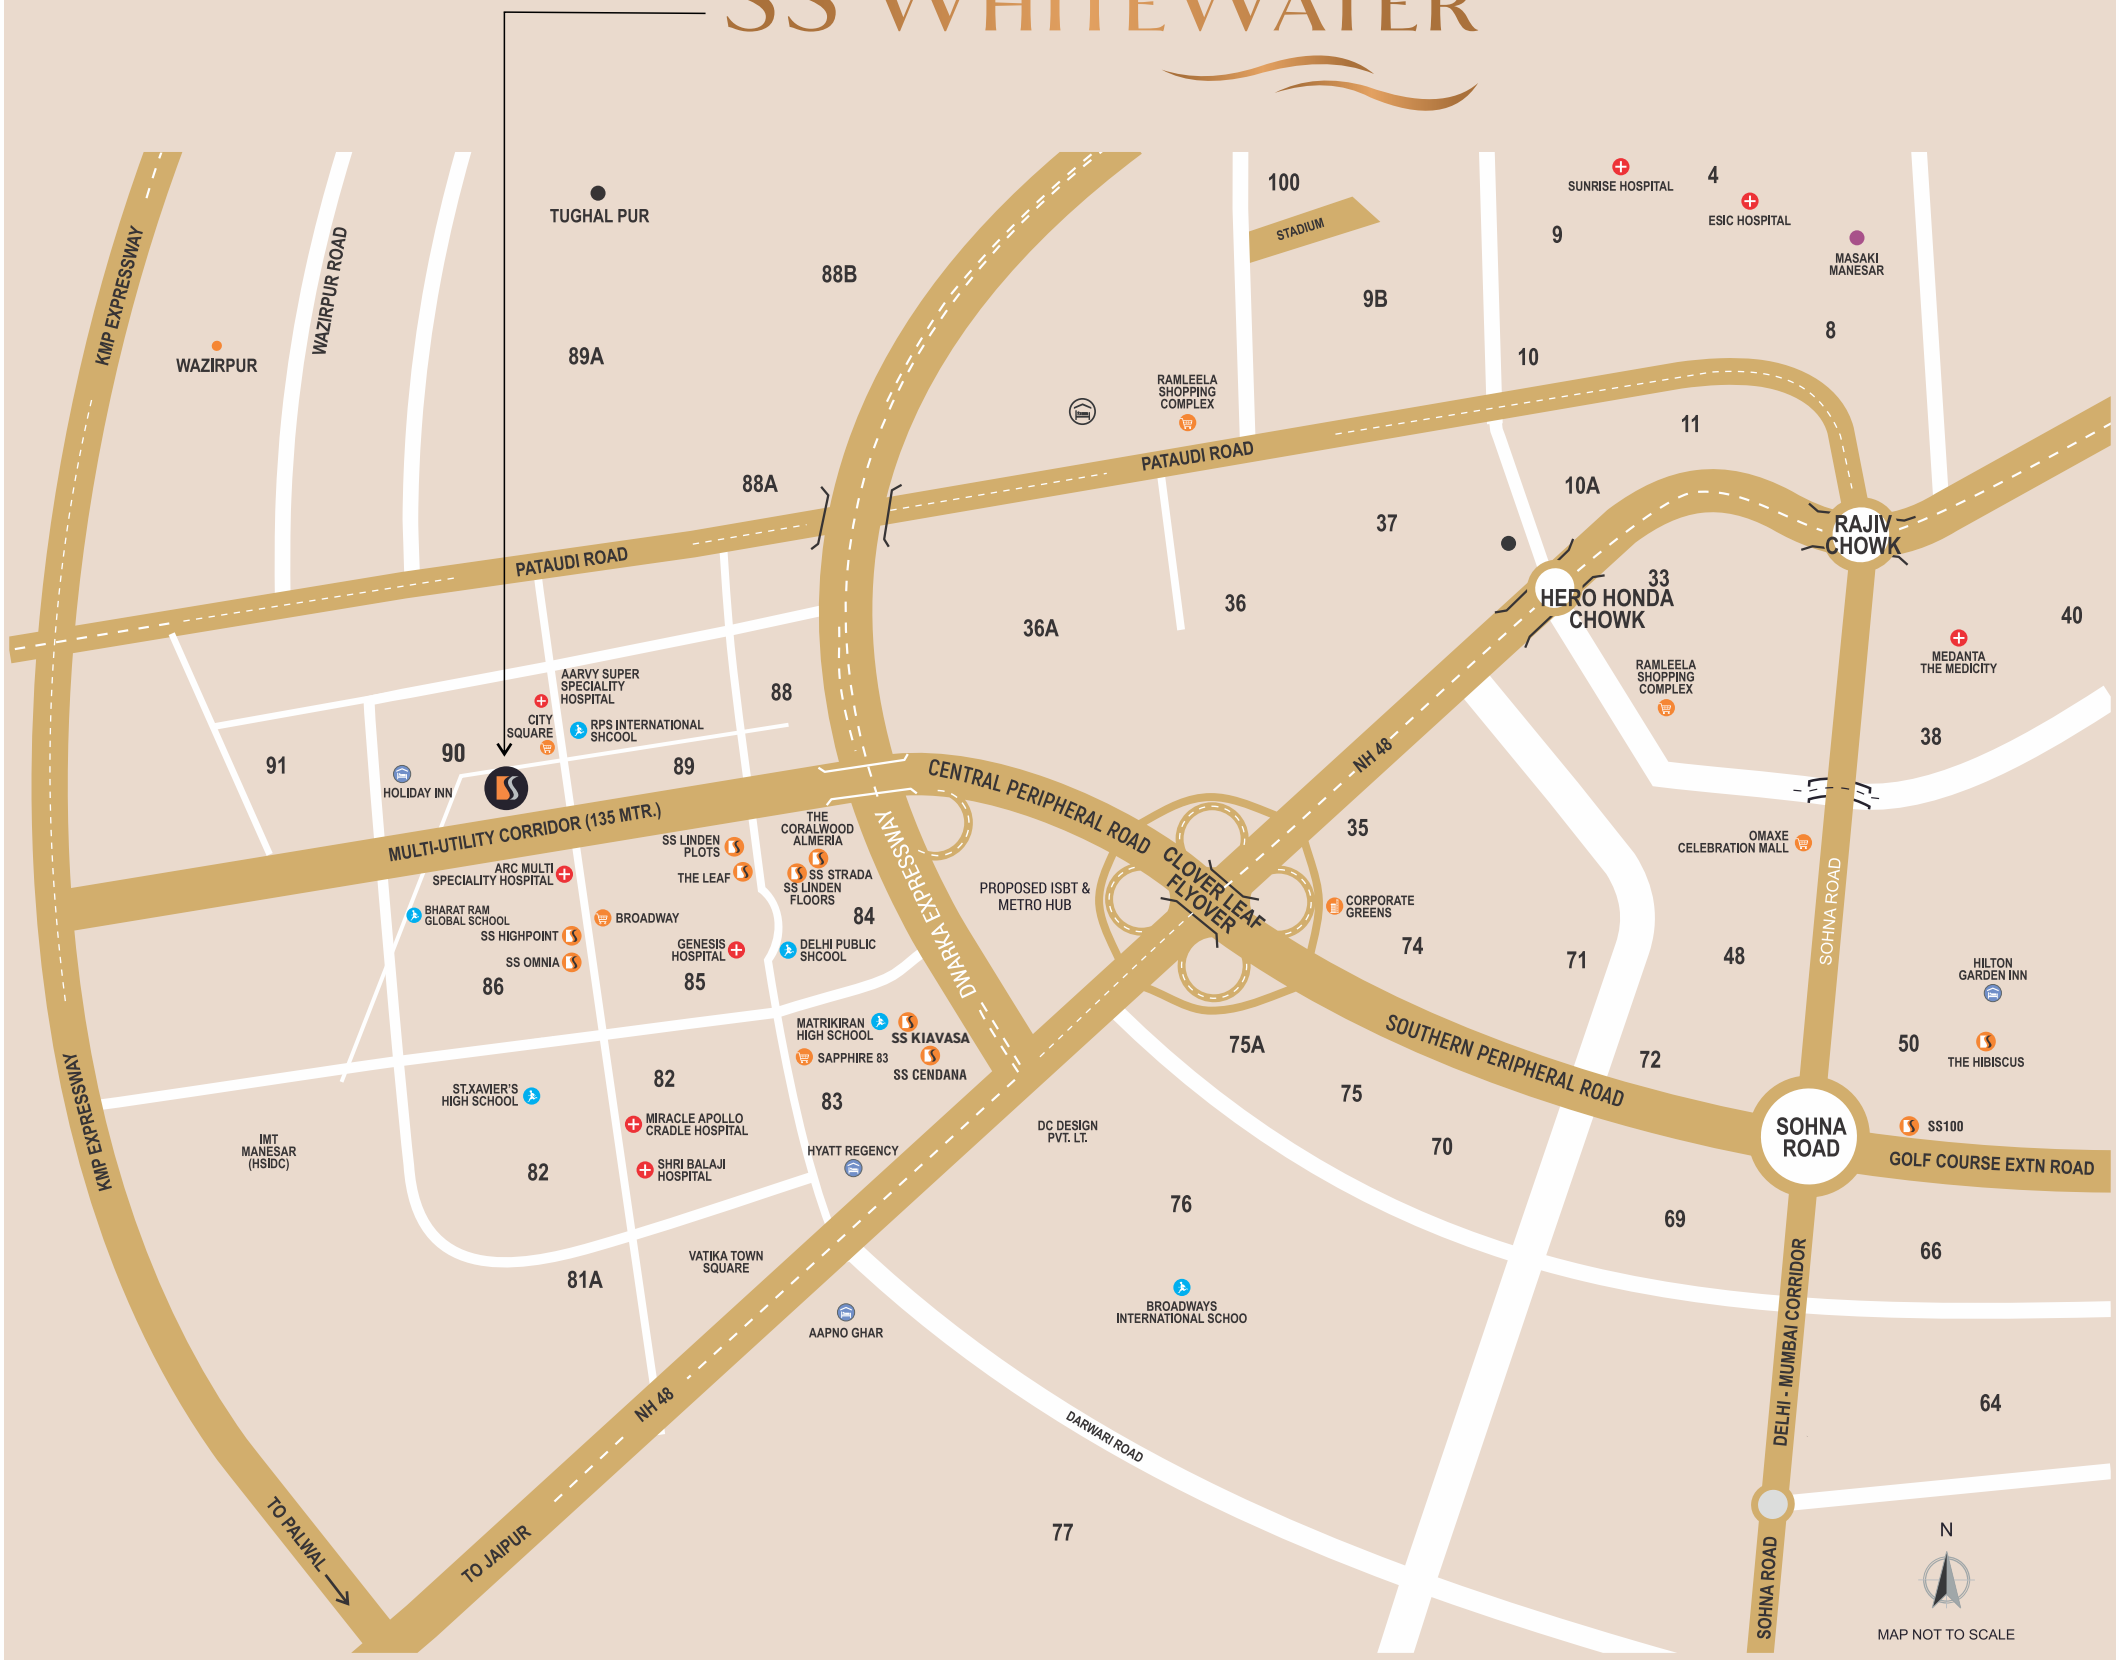 SS WHITEWATER
100
4
SUNRISE HOSPITAL
ESIC HOSPITAL
TUGHAL PUR
STADIUM
9
MASAKI
MANESAR
KMP EXPRESSWAY
WAZIRPUR ROAD
88B
9B
8
WAZIRPUR
89A
10
RAMLEELA
SHOPPING
COMPLEX
11
PATAUDI ROAD
88A
10A
37
RAJIV
CHOWK
PATAUDI ROAD
33
HERO HONDA
CHOWK
36
36A
40
MEDANTA
THE MEDICITY
RAMLEELA
SHOPPING
COMPLEX
AARVY SUPER
SPECIALITY
HOSPITAL
88
CITY
SQUARE
RPS INTERNATIONAL
SHCOOL
38
90
91
89
HOLIDAY INN
NH 48
CENTRAL PERIPHERAL ROAD
MULTI-UTILITY CORRIDOR (135 MTR.)
THE
CORALWOOD
ALMERIA
35
SS LINDEN
PLOTS
OMAXE
CELEBRATION MALL
ARC MULTI
SPECIALITY HOSPITAL
THE LEAF
SS STRADA
SS LINDEN
FLOORS
CLOVER LEAF
FLYOVER
PROPOSED ISBT &
METRO HUB
CORPORATE
GREENS
DWARKA EXPRESSWAY
SOHNA ROAD
BHARAT RAM
GLOBAL SCHOOL
BROADWAY
84
SS HIGHPOINT
GENESIS
HOSPITAL
DELHI PUBLIC
SHCOOL
74
SS OMNIA
71
48
HILTON
GARDEN INN
86
85
MATRIKIRAN
HIGH SCHOOL
SS KIAVASA
SAPPHIRE 83
SS CENDANA
75A
SOUTHERN PERIPHERAL ROAD
72
50
THE HIBISCUS
82
ST.XAVIER'S
HIGH SCHOOL
83
75
KMP EXPRESSWAY
MIRACLE APOLLO
CRADLE HOSPITAL
DC DESIGN
PVT. LT.
SOHNA
ROAD
SS100
IMT
MANESAR
(HSIDC)
HYATT REGENCY
70
GOLF COURSE EXTN ROAD
82
SHRI BALAJI
HOSPITAL
76
69
66
VATIKA TOWN
SQUARE
81A
BROADWAYS
INTERNATIONAL SCHOO
AAPNO GHAR
DELHI - MUMBAI CORRIDOR
NH 48
64
DARWARI ROAD
TO PALWAL
TO JAIPUR
77
SOHNA ROAD
N
MAP NOT TO SCALE